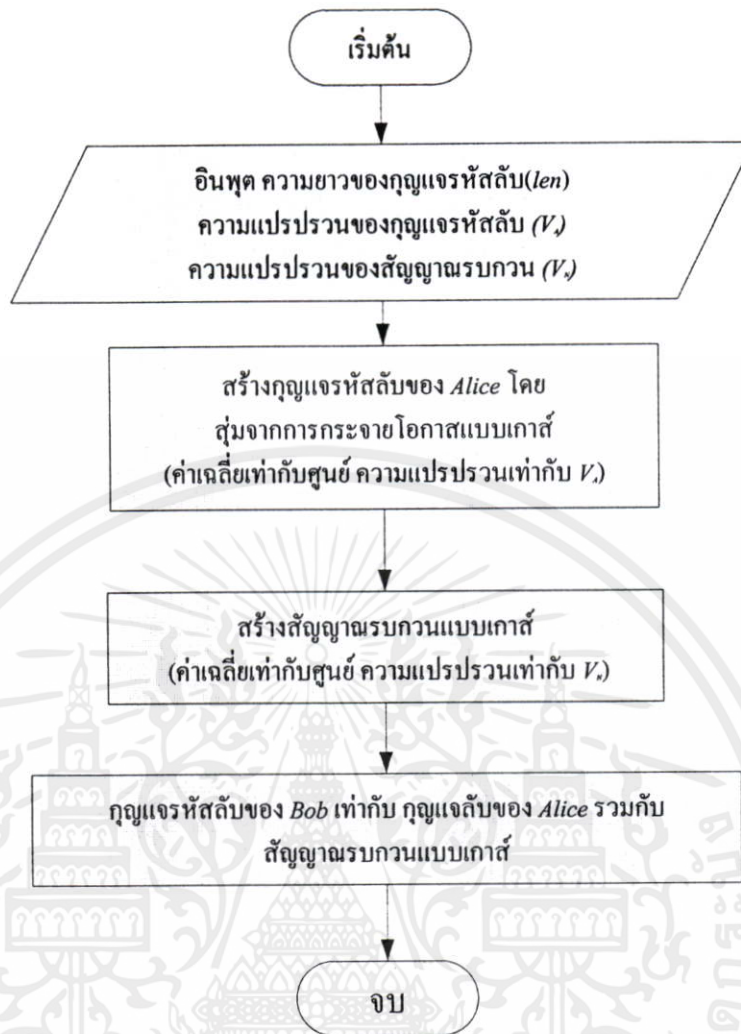 เริ่มต้น
อินพุต ความยาวของกุญแจรหัสลับ(len)
ความแปรปรวนของกุญแจรหัสลับ (V_A)
ความแปรปรวนของสัญญาณรบกวน (V_N)
สร้างกุญแจรหัสลับของ Alice โดย
สุ่มจากการกระจายโอกาสแบบเกาส์
(ค่าเฉลี่ยเท่ากับศูนย์ ความแปรปรวนเท่ากับ V_A)
สร้างสัญญาณรบกวนแบบเกาส์
(ค่าเฉลี่ยเท่ากับศูนย์ ความแปรปรวนเท่ากับ V_N)
กุญแจรหัสลับของ Bob เท่ากับ กุญแจลับของ Alice รวมกับ
สัญญาณรบกวนแบบเกาส์
จบ